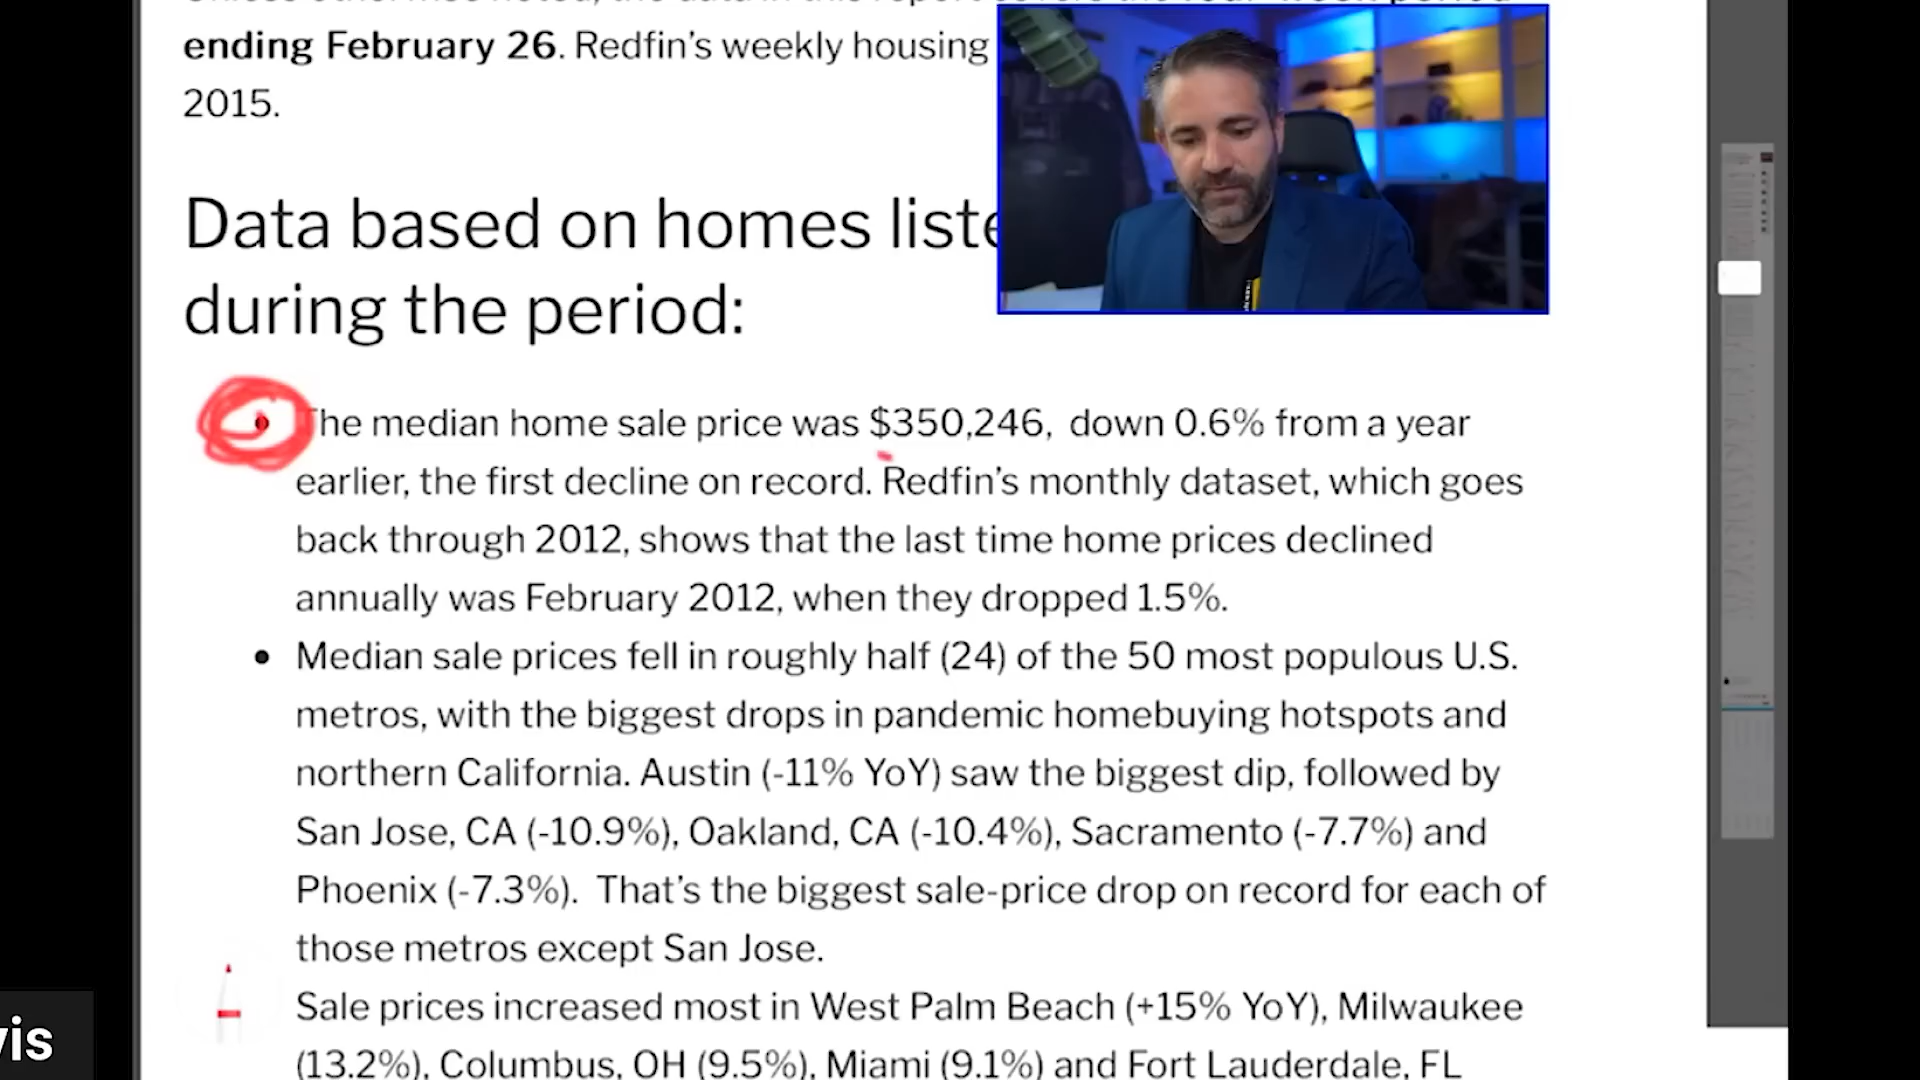 ending February 26. Redfin's weekly housing
2015.
Data based on homes liste
during the period:
The median home sale price was $350,246, down 0.6% from a year
earlier, the first decline on record. Redfin's monthly dataset, which goes
back through 2012, shows that the last time home prices declined
annually was February 2012, when they dropped 1.5%.
• Median sale prices fell in roughly half (24) of the 50 most populous U.S.
metros, with the biggest drops in pandemic homebuying hotspots and
northern California. Austin (-11% YoY) saw the biggest dip, followed by
San Jose, CA (-10.9%), Oakland, CA (-10.4%), Sacramento (-7.7%) and
Phoenix (-7.3%). That's the biggest sale-price drop on record for each of
those metros except San Jose.
Sale prices increased most in West Palm Beach (+15% YoY), Milwaukee
(13.2%), Columbus, OH (9.5%), Miami (9.1%) and Fort Lauderdale, FL
vis